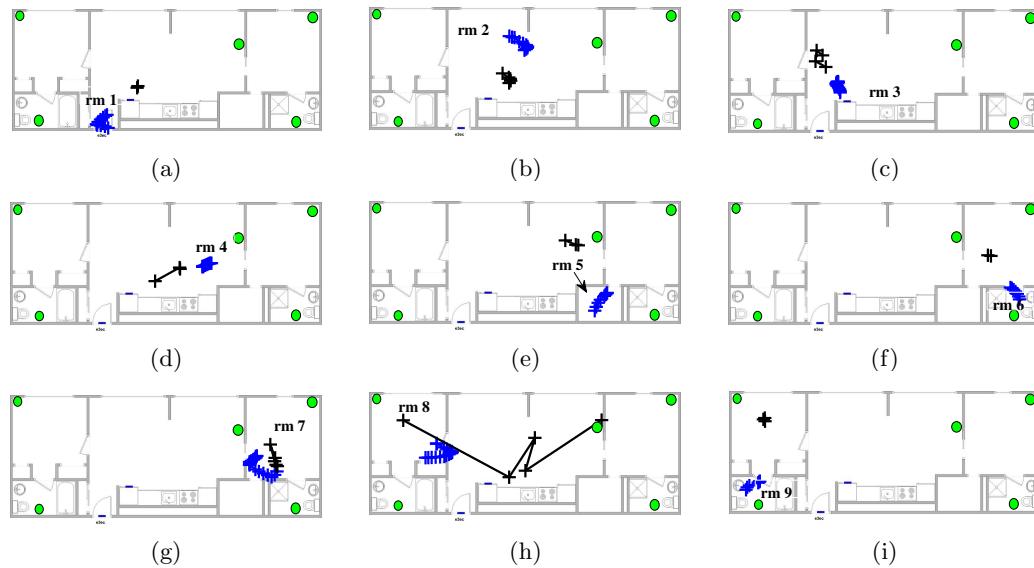 rm 1
(a)
rm 2
(b)
rm 3
(c)
rm 4
(d)
rm 5
(e)
rm 6
(f)
rm 7
(g)
rm 8
(h)
rm 9
(i)